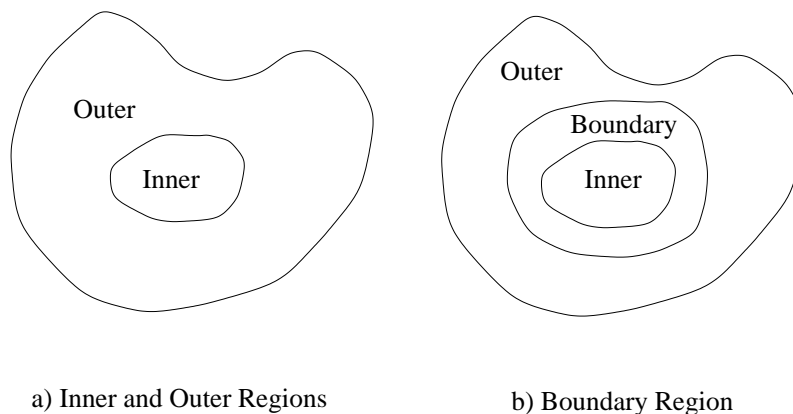 Outer
Inner
a) Inner and Outer Regions
Outer
Boundary
Inner
b) Boundary Region